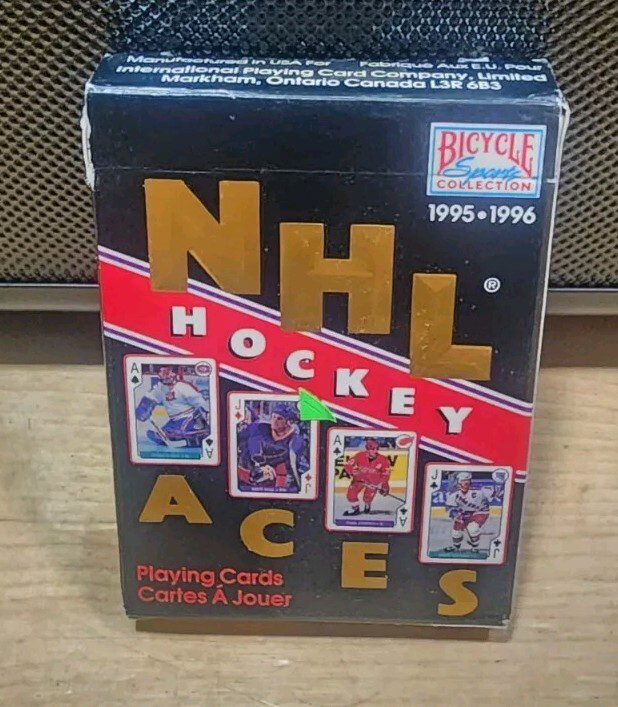 Manufactured in USA For Fabriqué Aux E.U. Pour
International Playing Card Company, Limited
Markham, Ontario Canada L3R 6B3
BICYCLE
Sports
COLLECTION
1995•1996
NHL®
HOCKEY
A
J
A
J
ACES
Playing Cards
Cartes À Jouer